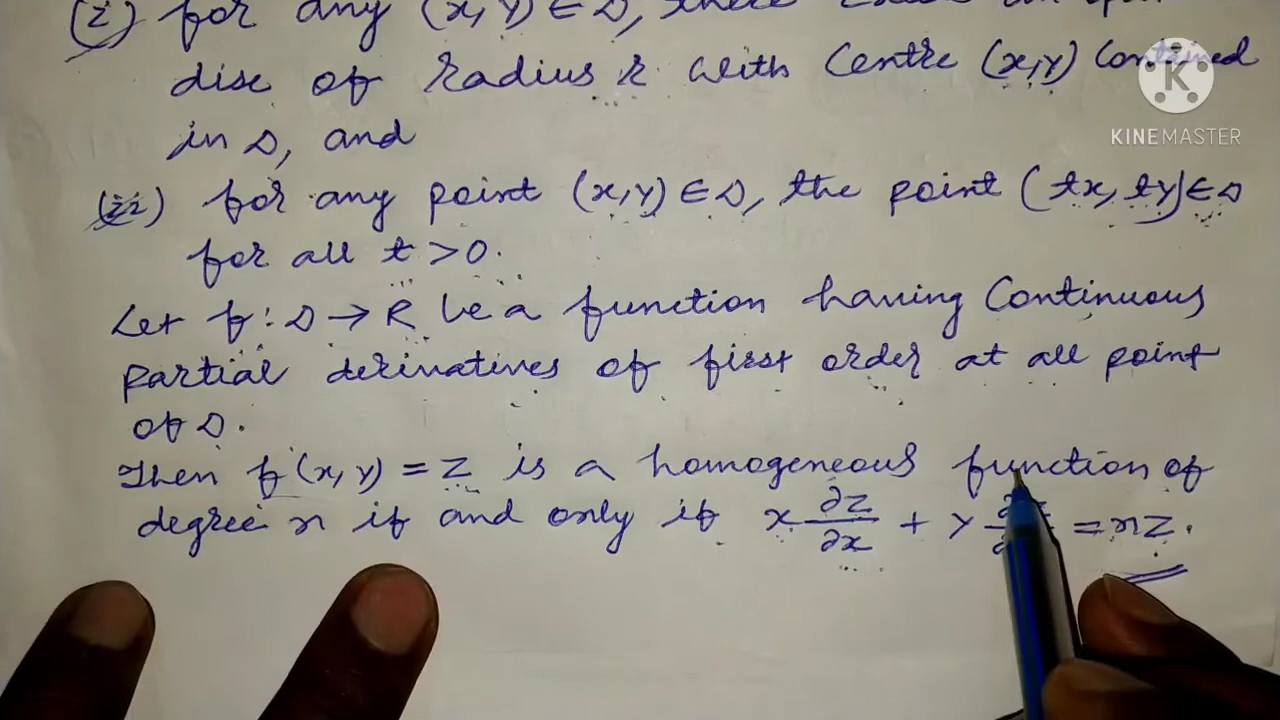 (i) for any (x, y) ∈ D, there
disc of radius r with Centre (x, y) Contained
in D, and
(ii) for any point (x, y) ∈ D, the point (tx, ty) ∈ D
for all t > 0.
Let f : D → R be a function having Continuous
Partial derivatives of first order at all point
of D.
Then f(x, y) = Z is a homogeneous function of
degree n if and only if x ∂Z/∂x + y = nZ.
K
KINEMASTER